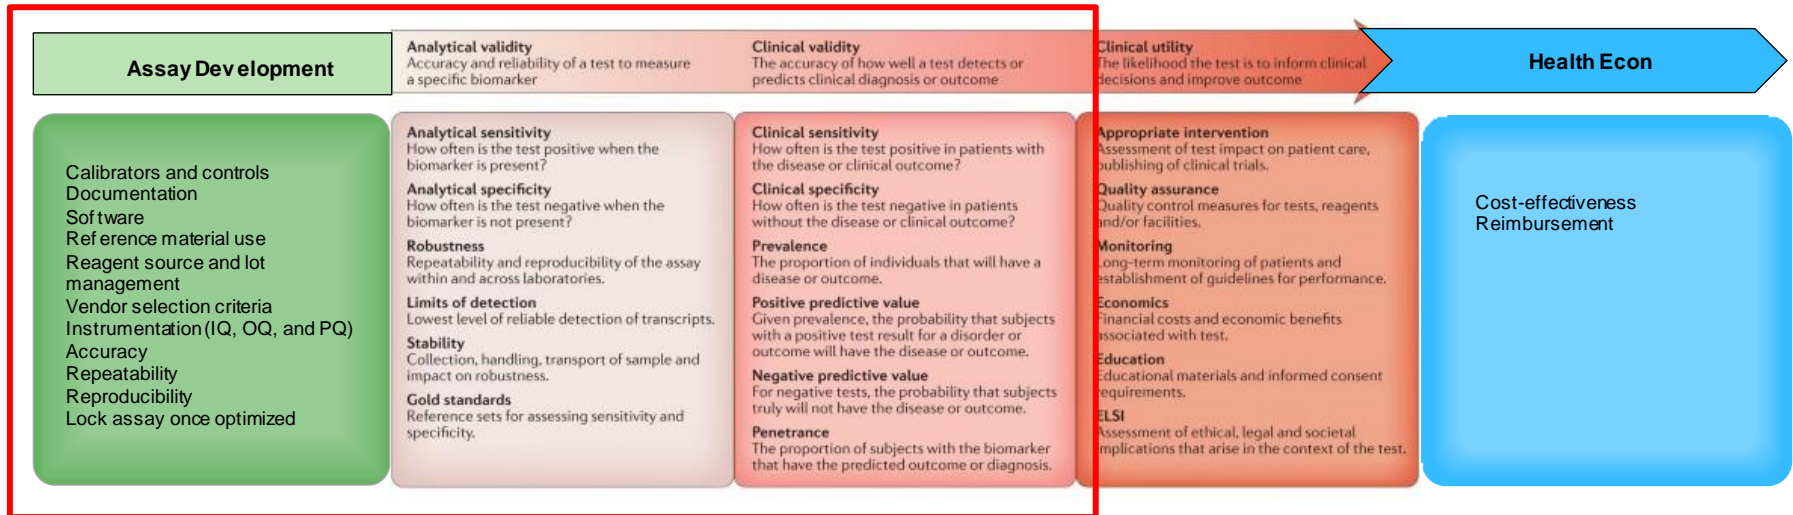 Assay Development
Analytical validity
Accuracy and reliability of a test to measure
a specific biomarker
Clinical validity
The accuracy of how well a test detects or
predicts clinical diagnosis or outcome
Clinical utility
The likelihood the test is to inform clinical
decisions and improve outcome
Health Econ
Calibrators and controls
Documentation
Software
Reference material use
Reagent source and lot
management
Vendor selection criteria
Instrumentation (IQ, OQ, and PQ)
Accuracy
Repeatability
Reproducibility
Lock assay once optimized
Analytical sensitivity
How often is the test positive when the
biomarker is present?
Analytical specificity
How often is the test negative when the
biomarker is not present?
Robustness
Repeatability and reproducibility of the assay
within and across laboratories.
Limits of detection
Lowest level of reliable detection of transcripts.
Stability
Collection, handling, transport of sample and
impact on robustness.
Gold standards
Reference sets for assessing sensitivity and
specificity.
Clinical sensitivity
How often is the test positive in patients with
the disease or clinical outcome?
Clinical specificity
How often is the test negative in patients
without the disease or clinical outcome?
Prevalence
The proportion of individuals that will have a
disease or outcome.
Positive predictive value
Given prevalence, the probability that subjects
with a positive test result for a disorder or
outcome will have the disease or outcome.
Negative predictive value
For negative tests, the probability that subjects
truly will not have the disease or outcome.
Penetrance
The proportion of subjects with the biomarker
that have the predicted outcome or diagnosis.
Appropriate intervention
Assessment of test impact on patient care,
publishing of clinical trials.
Quality assurance
Quality control measures for tests, reagents
and/or facilities.
Monitoring
Long-term monitoring of patients and
establishment of guidelines for performance.
Economics
Financial costs and economic benefits
associated with test.
Education
Educational materials and informed consent
requirements.
ELSI
Assessment of ethical, legal and societal
implications that arise in the context of the test.
Cost-effectiveness
Reimbursement